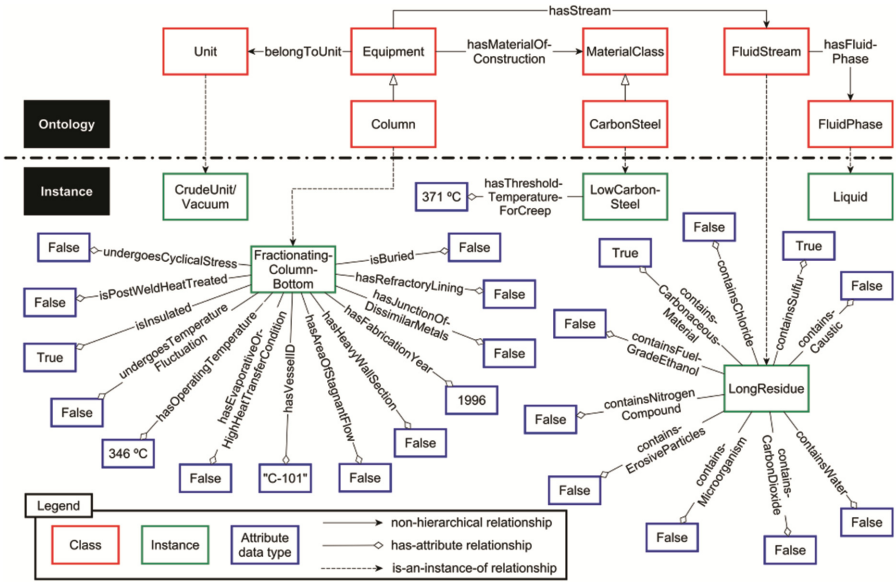 hasStream
Unit
belongToUnit
Equipment
hasMaterialOf-
Construction
MaterialClass
FluidStream
hasFluid-
Phase
Ontology
Column
CarbonSteel
FluidPhase
Instance
CrudeUnit/
Vacuum
371 ºC
hasThreshold-
Temperature-
ForCreep
LowCarbon-
Steel
Liquid
False
undergoesCyclicalStress
Fractionating-
Column-
Bottom
isBuried
False
False
isPostWeldHeatTreated
hasRefractoryLining
False
True
isInsulated
hasJunctionOf-
DissimilarMetals
False
False
undergoesTemperature
Fluctuation
hasFabricationYear
1996
346 ºC
hasOperatingTemperature
hasHeavyWallSection
False
False
hasEvaporativeOr-
HighHeatTransferCondition
hasVesselID
"C-101"
hasAreaOfStagnantFlow
False
True
contains-
Carbonaceous-
Material
False
containsChloride
True
containsSulfur
False
contains-
Caustic
False
containsFuel-
GradeEthanol
LongResidue
False
containsNitrogen
Compound
False
contains-
ErosiveParticles
False
contains-
Microorganism
False
contains-
CarbonDioxide
False
containsWater
Legend
Class
Instance
Attribute
data type
non-hierarchical relationship
has-attribute relationship
is-an-instance-of relationship